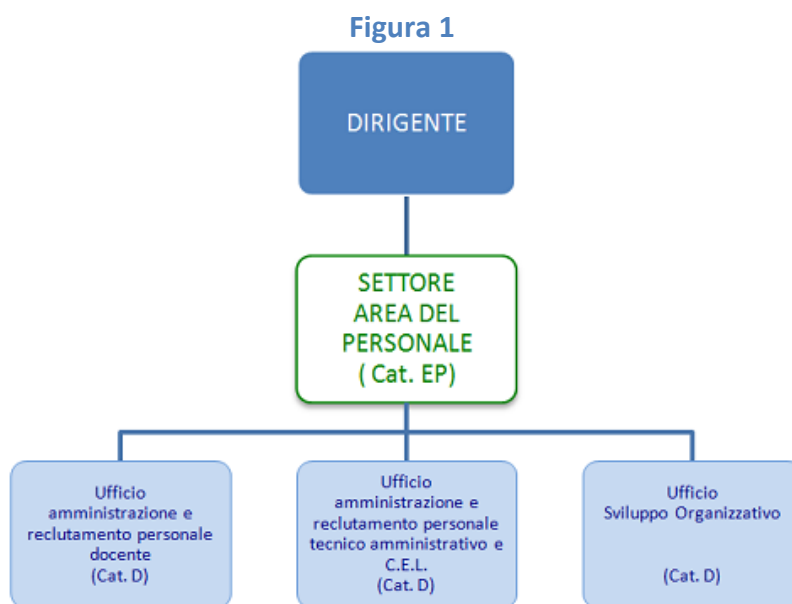 Figura 1
DIRIGENTE
SETTORE
AREA DEL
PERSONALE
( Cat. EP)
Ufficio
amministrazione e
reclutamento personale
docente
(Cat. D)
Ufficio
amministrazione e
reclutamento personale
tecnico amministrativo e
C.E.L.
(Cat. D)
Ufficio
Sviluppo Organizzativo
(Cat. D)